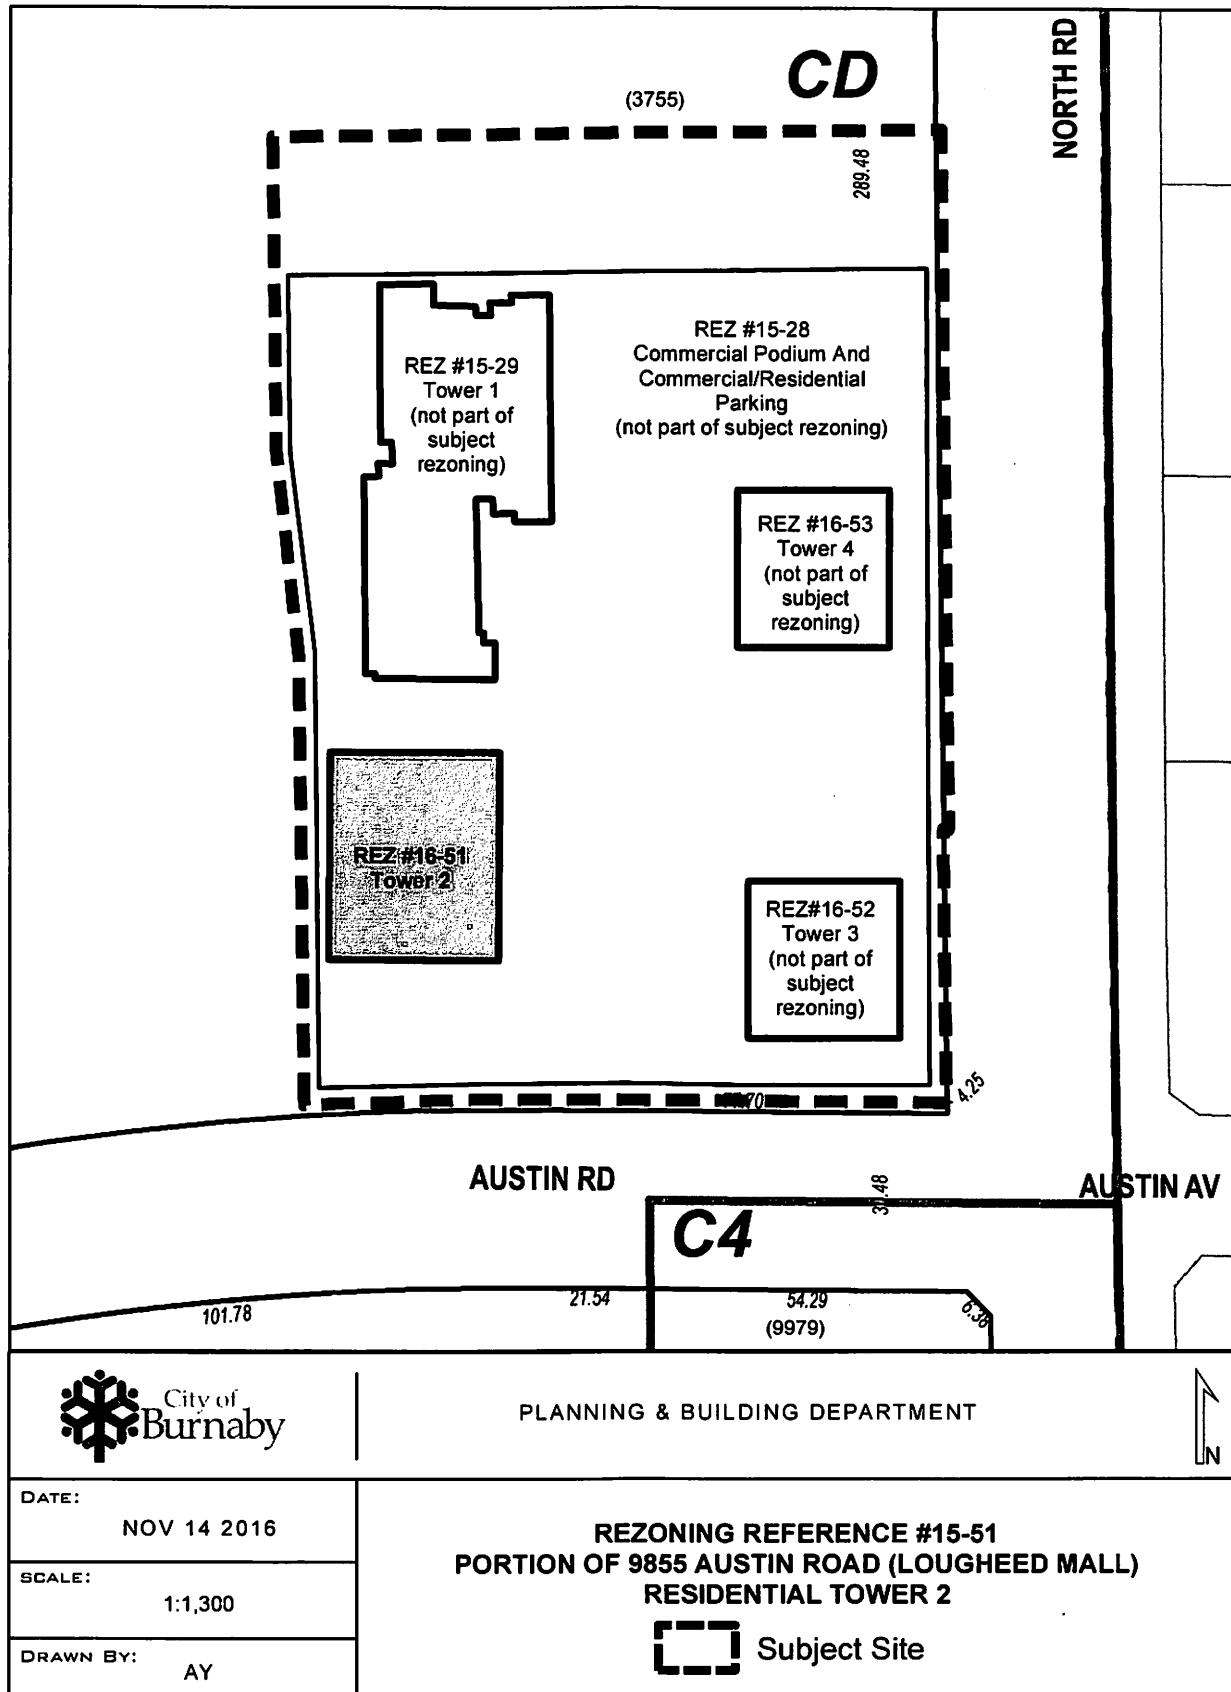 CD
NORTH RD
(3755)
289.48
REZ #15-29
Tower 1
(not part of
subject
rezoning)
REZ #15-28
Commercial Podium And
Commercial/Residential
Parking
(not part of subject rezoning)
REZ #16-53
Tower 4
(not part of
subject
rezoning)
REZ #16-51
Tower 2
REZ#16-52
Tower 3
(not part of
subject
rezoning)
4.25
AUSTIN RD
AUSTIN AV
C4
101.78
21.54
54.29
6.38
(9979)
City of
Burnaby
PLANNING & BUILDING DEPARTMENT
N
DATE:
NOV 14 2016
SCALE:
1:1,300
DRAWN BY:
AY
REZONING REFERENCE #15-51
PORTION OF 9855 AUSTIN ROAD (LOUGHEED MALL)
RESIDENTIAL TOWER 2
Subject Site